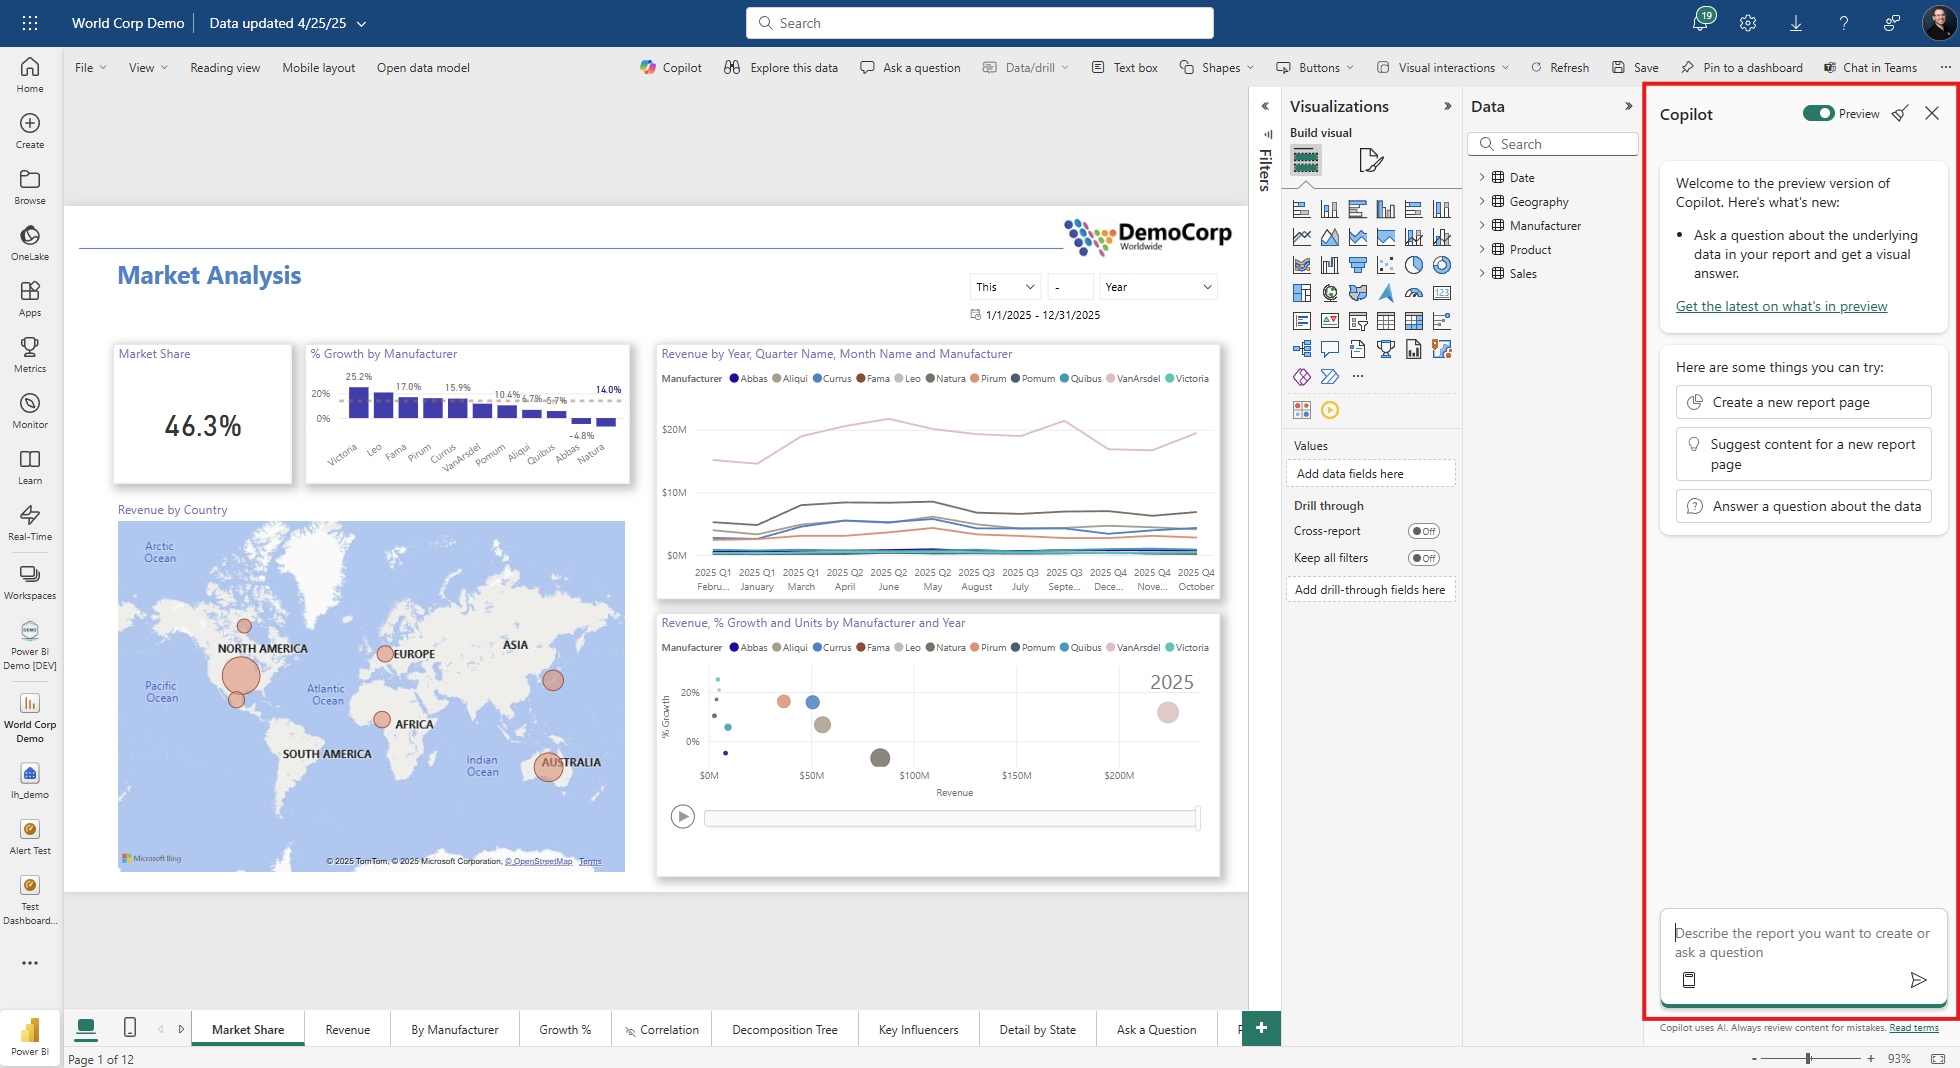 World Corp Demo
Data updated 4/25/25
Search
19
File
View
Reading view
Mobile layout
Open data model
Copilot
Explore this data
Ask a question
Data/drill
Text box
Shapes
Buttons
Visual interactions
Refresh
Save
Pin to a dashboard
Chat in Teams
Home
Create
Browse
OneLake
Apps
Metrics
Monitor
Learn
Real-Time
Workspaces
Power BI
Demo [DEV]
World Corp
Demo
lh_demo
Alert Test
Test
Dashboard...
Power BI
DemoCorp
Worldwide
Market Analysis
This
-
Year
1/1/2025 - 12/31/2025
Market Share
46.3%
% Growth by Manufacturer
25.2%
17.0%
15.9%
10.4%
6.7%
5.7%
-4.8%
14.0%
20%
0%
Victoria
Leo
Fama
Pirum
Currus
VanArsdel
Pomum
Aliqui
Quibus
Abbas
Natura
Revenue by Country
Arctic
Ocean
NORTH AMERICA
EUROPE
ASIA
Pacific
Ocean
Atlantic
Ocean
AFRICA
SOUTH AMERICA
Indian
Ocean
AUSTRALIA
Microsoft Bing
© 2025 TomTom, © 2025 Microsoft Corporation, © OpenStreetMap Terms
Revenue by Year, Quarter Name, Month Name and Manufacturer
Manufacturer Abbas Aliqui Currus Fama Leo Natura Pirum Pomum Quibus VanArsdel Victoria
$20M
$10M
$0M
2025 Q1 2025 Q1 2025 Q1 2025 Q2 2025 Q2 2025 Q2 2025 Q3 2025 Q3 2025 Q3 2025 Q4 2025 Q4 2025 Q4
Febru... January March April June May August July Septe... Dece... Nove... October
Revenue, % Growth and Units by Manufacturer and Year
Manufacturer Abbas Aliqui Currus Fama Leo Natura Pirum Pomum Quibus VanArsdel Victoria
2025
% Growth
20%
0%
$0M $50M $100M $150M $200M
Revenue
Filters
Visualizations
Build visual
123
Values
Add data fields here
Drill through
Cross-report
Off
Keep all filters
Off
Add drill-through fields here
Data
Search
Date
Geography
Manufacturer
Product
Sales
Copilot
Preview
Welcome to the preview version of
Copilot. Here's what's new:
• Ask a question about the underlying
data in your report and get a visual
answer.
Get the latest on what's in preview
Here are some things you can try:
Create a new report page
Suggest content for a new report
page
Answer a question about the data
Describe the report you want to create or
ask a question
Copilot uses AI. Always review content for mistakes. Read terms
Market Share
Revenue
By Manufacturer
Growth %
Correlation
Decomposition Tree
Key Influencers
Detail by State
Ask a Question
+
Page 1 of 12
- + 93%